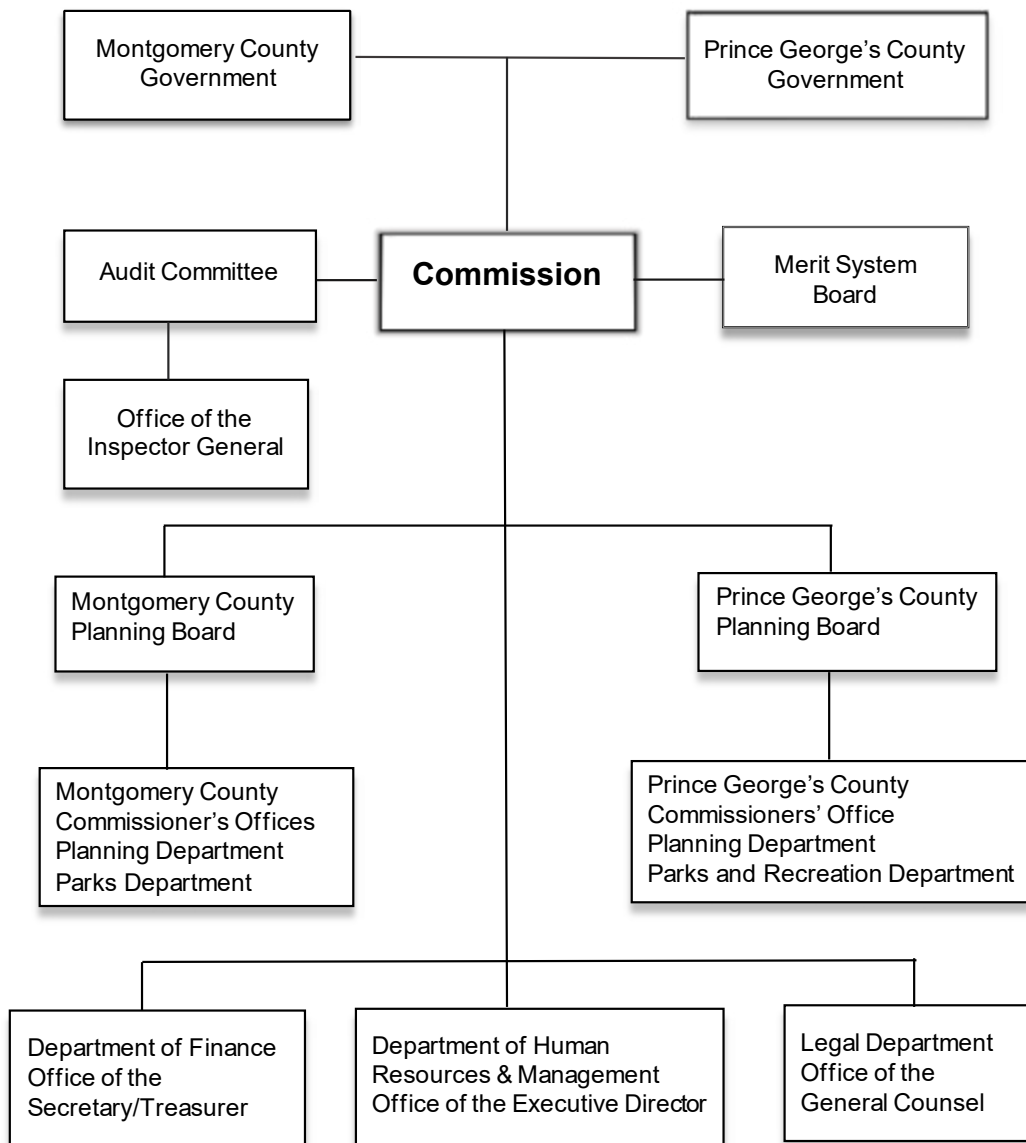 Montgomery County
Government
Prince George’s County
Government
Audit Committee
Commission
Merit System
Board
Office of the
Inspector General
Montgomery County
Planning Board
Prince George’s County
Planning Board
Montgomery County
Commissioner’s Offices
Planning Department
Parks Department
Prince George’s County
Commissioners’ Office
Planning Department
Parks and Recreation Department
Department of Finance
Office of the
Secretary/Treasurer
Department of Human
Resources & Management
Office of the Executive Director
Legal Department
Office of the
General Counsel